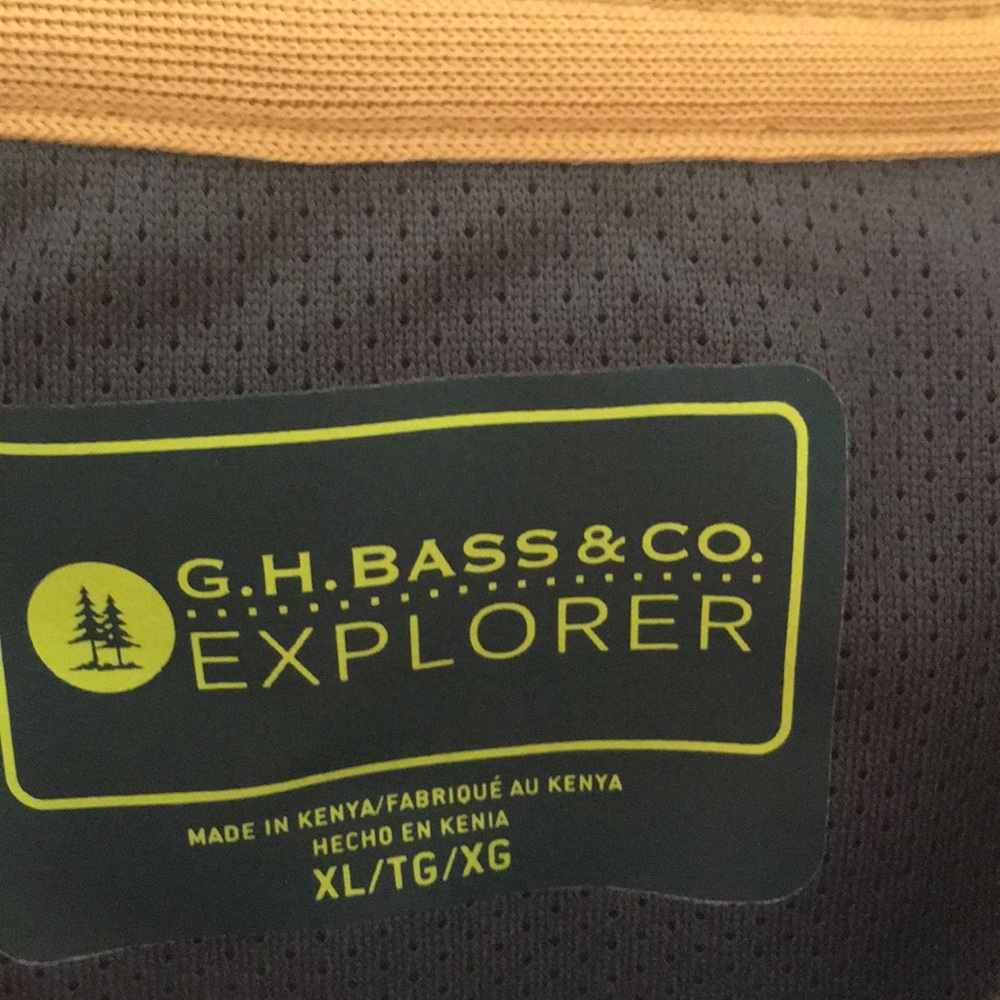 G.H.BASS & CO.
EXPLORER
MADE IN KENYA/FABRIQUÉ AU KENYA
HECHO EN KENIA
XL/TG/XG